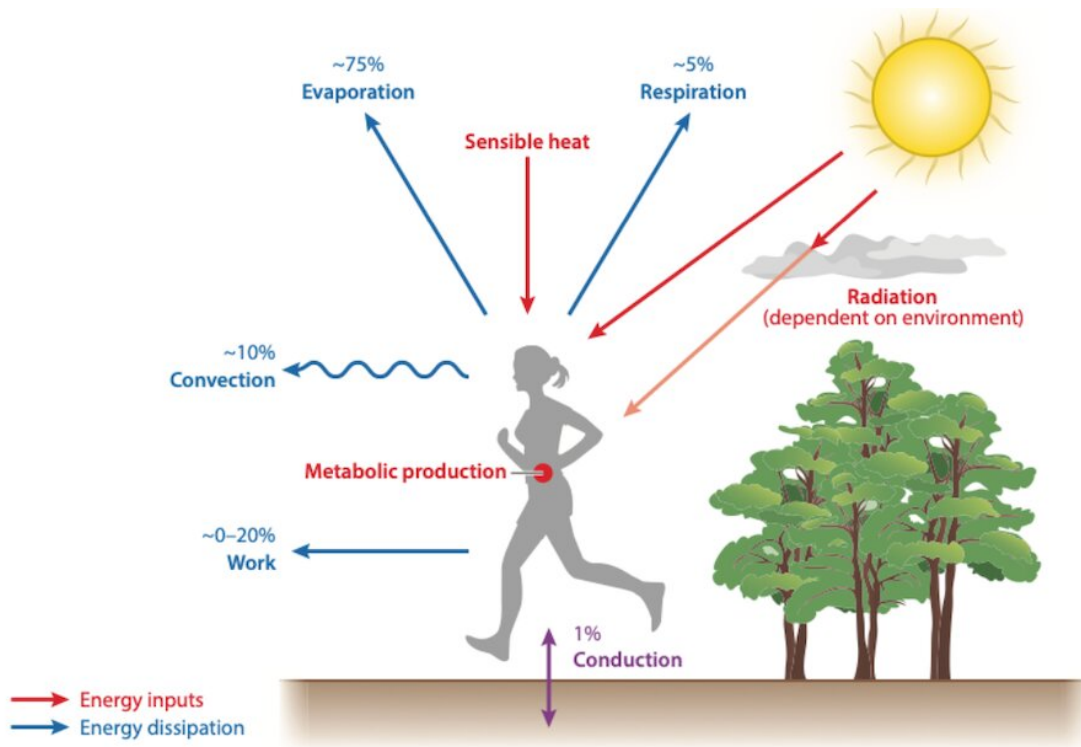 ~75%
Evaporation
~5%
Respiration
Sensible heat
Radiation
(dependent on environment)
~10%
Convection
Metabolic production
~0–20%
Work
1%
Conduction
Energy inputs
Energy dissipation